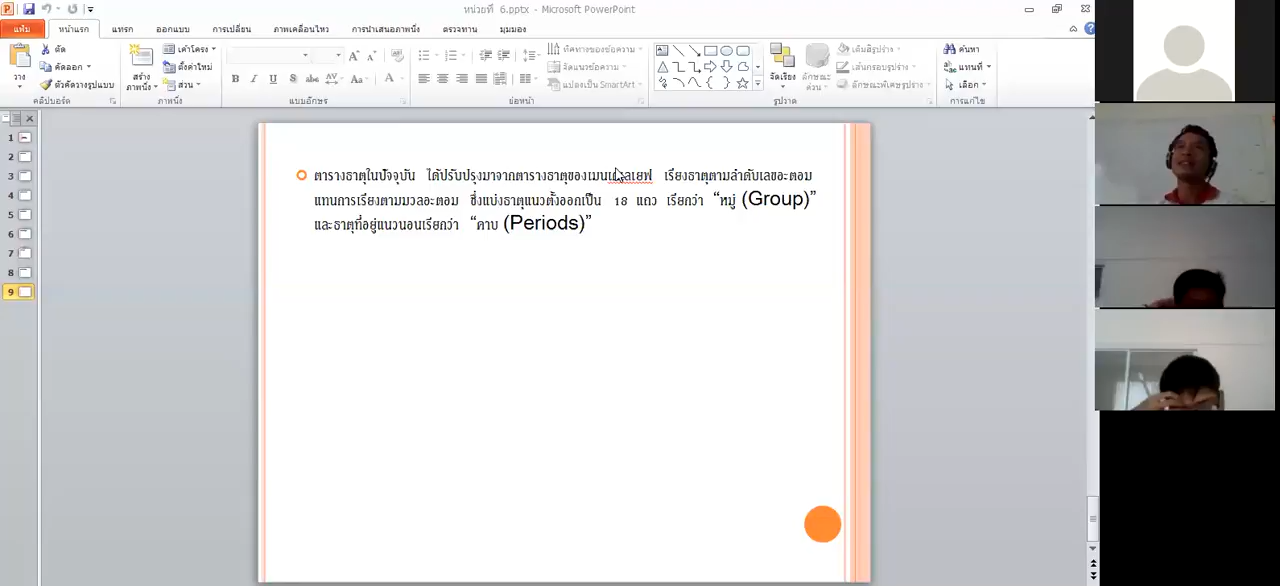 หน่วยที่ 6.pptx - Microsoft PowerPoint
แฟ้ม หน้าแรก แทรก ออกแบบ การเปลี่ยน ภาพเคลื่อนไหว การนำเสนอภาพนิ่ง ตรวจทาน มุมมอง
วาง
ตัด
คัดลอก
ตัวคัดวางรูปแบบ
คลิปบอร์ด
สร้าง
ภาพนิ่ง
เค้าโครง
ตั้งค่าใหม่
ส่วน
ภาพนิ่ง
แบบอักษร
ทิศทางของข้อความ
จัดแนวข้อความ
แปลงเป็น SmartArt
ย่อหน้า
จัดเรียง
ลักษณะ
ด่วน
เติมสีรูปร่าง
เส้นกรอบรูปร่าง
ลักษณะพิเศษรูปร่าง
รูปวาด
ค้นหา
แทนที่
เลือก
การแก้ไข
1
2
3
4
5
6
7
8
9
ตารางธาตุในปัจจุบัน ได้ปรับปรุงมาจากตารางธาตุของเมนเดเลเยฟ เรียงธาตุตามลำดับเลขอะตอม
แทนการเรียงตามมวลอะตอม ซึ่งแบ่งธาตุแนวตั้งออกเป็น 18 แถว เรียกว่า “หมู่ (Group)”
และธาตุที่อยู่แนวนอนเรียกว่า “คาบ (Periods)”